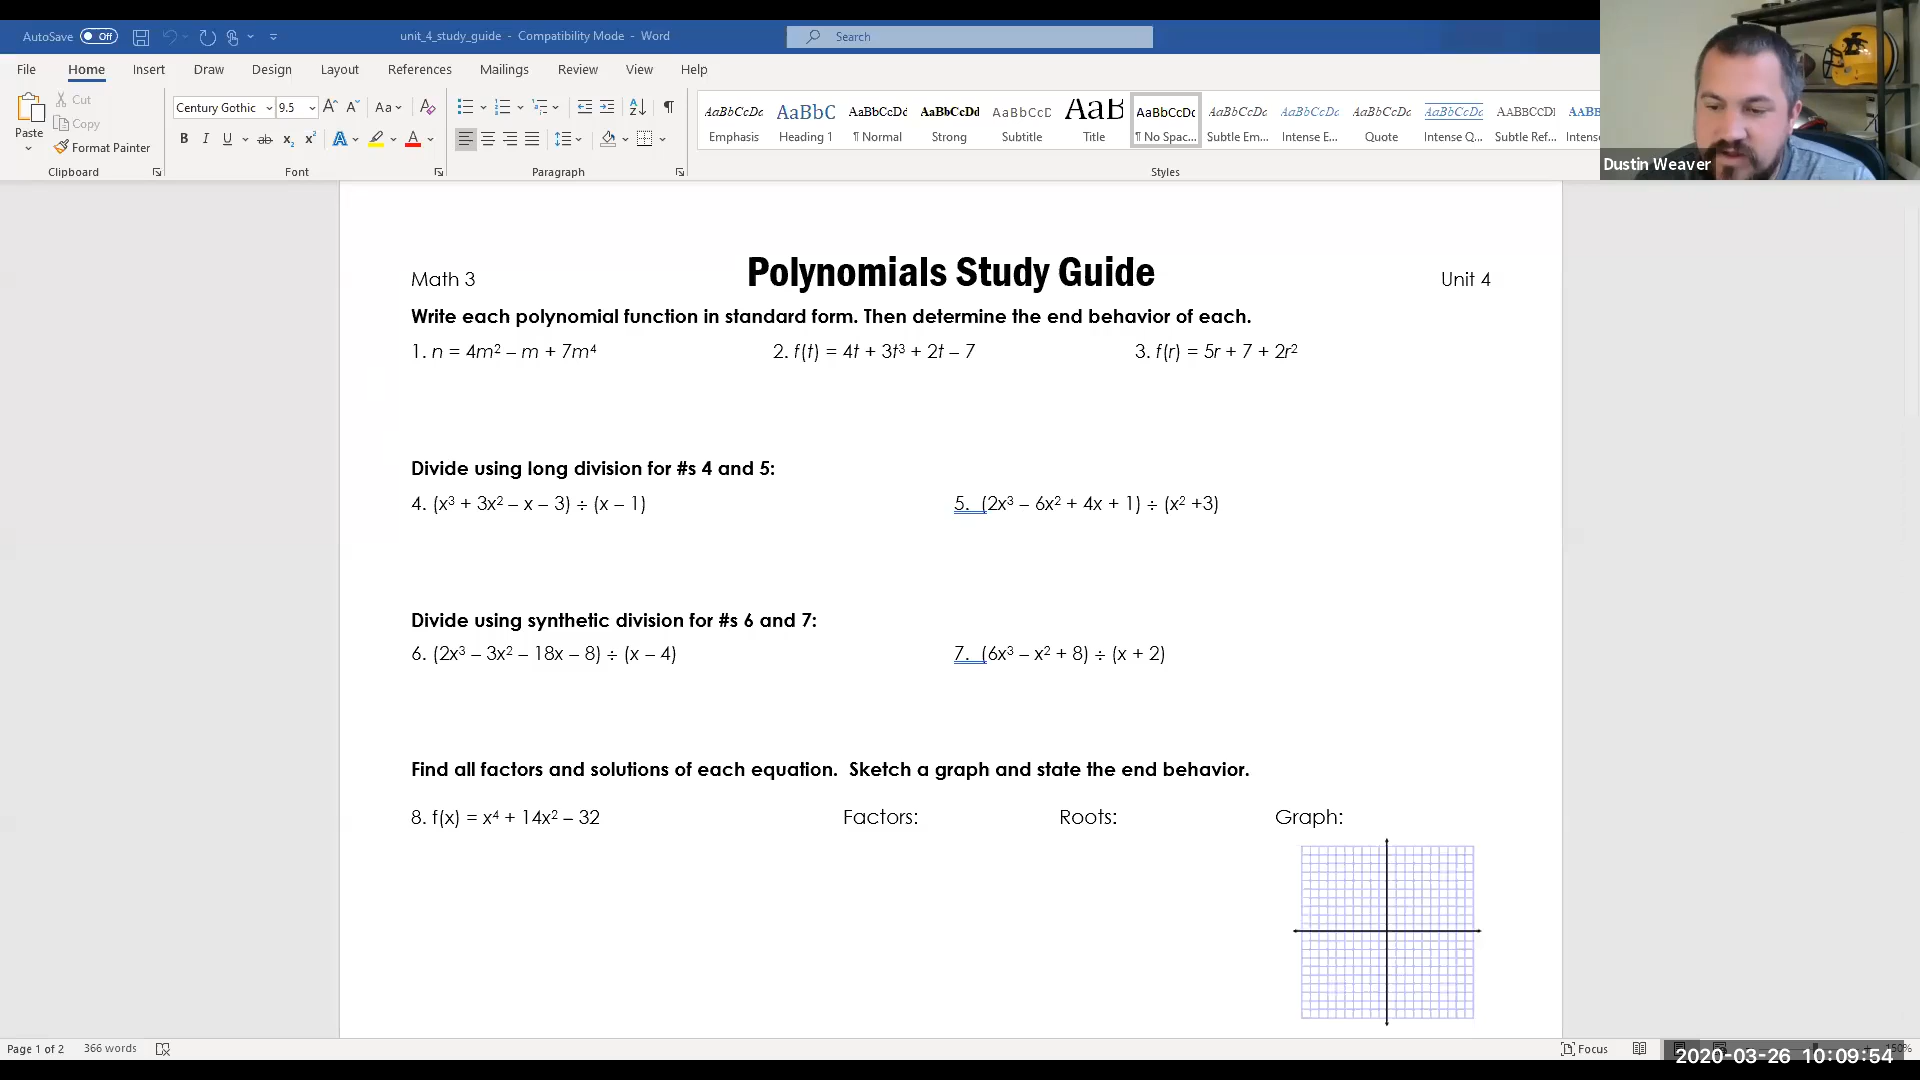 AutoSave Off unit_4_study_guide - Compatibility Mode - Word Search
File Home Insert Draw Design Layout References Mailings Review View Help
Paste Cut Copy Format Painter
Clipboard
Century Gothic 9.5
Font
Paragraph
AaBbCcDc AaBbC AaBbCcDd AaBbCcDd AaBbCcD AaB AaBbCcDc AaBbCcDc AaBbCcDc AaBbCcDc AaBbCcDc AABBCCDI AABB
Emphasis Heading 1 ¶ Normal Strong Subtitle Title ¶ No Spac... Subtle Em... Intense E... Quote Intense Q... Subtle Ref... Intens
Styles
Dustin Weaver
Math 3 Polynomials Study Guide Unit 4
Write each polynomial function in standard form. Then determine the end behavior of each.
1. n = 4m² – m + 7m⁴ 2. f(t) = 4t + 3t³ + 2t – 7 3. f(r) = 5r + 7 + 2r²
Divide using long division for #s 4 and 5:
4. (x³ + 3x² – x – 3) ÷ (x – 1) 5. (2x³ – 6x² + 4x + 1) ÷ (x² +3)
Divide using synthetic division for #s 6 and 7:
6. (2x³ – 3x² – 18x – 8) ÷ (x – 4) 7. (6x³ – x² + 8) ÷ (x + 2)
Find all factors and solutions of each equation. Sketch a graph and state the end behavior.
8. f(x) = x⁴ + 14x² – 32 Factors: Roots: Graph:
Page 1 of 2 366 words Focus
2020-03-26 10:09:54